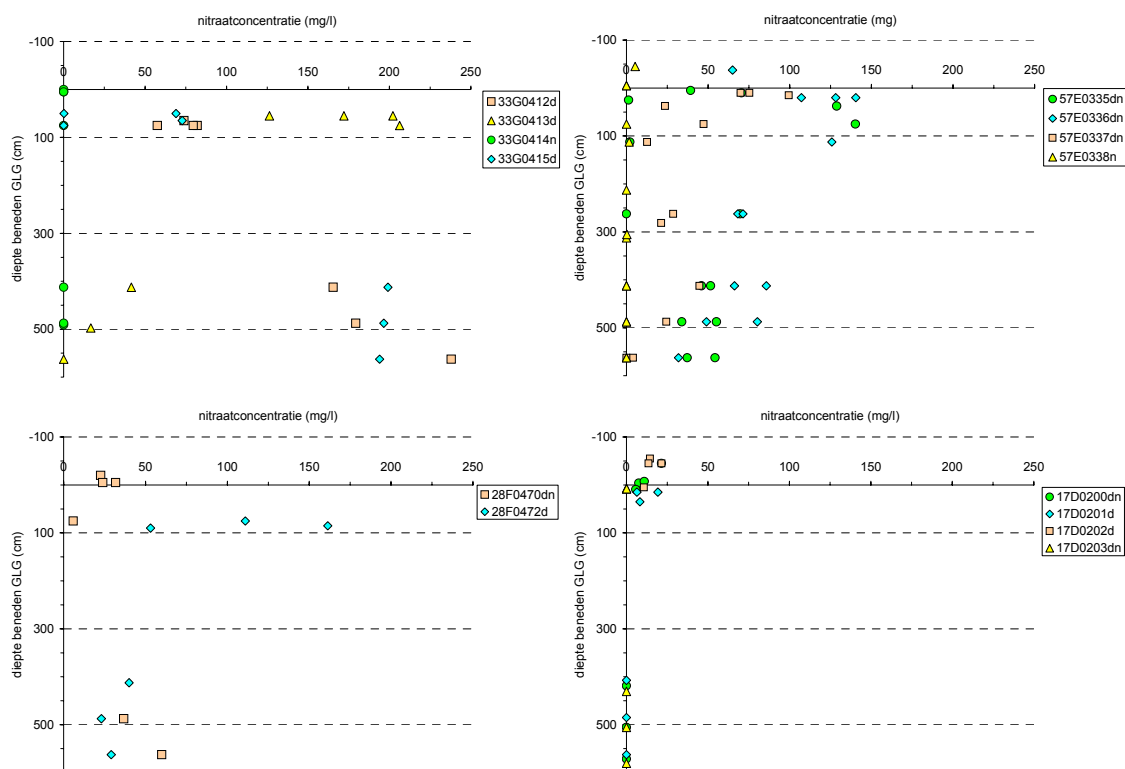 nitraatconcentratie (mg/l)
-100
0 50 100 150 200 250
100
300
500
diepte beneden GLG (cm)
33G0412d
33G0413d
33G0414n
33G0415d
nitraatconcentratie (mg)
-100
0 50 100 150 200 250
100
300
500
diepte beneden GLG (cm)
57E0335dn
57E0336dn
57E0337dn
57E0338n
nitraatconcentratie (mg/l)
-100
0 50 100 150 200 250
100
300
500
diepte beneden GLG (cm)
28F0470dn
28F0472d
nitraatconcentratie (mg/l)
-100
0 50 100 150 200 250
100
300
500
diepte beneden GLG (cm)
17D0200dn
17D0201d
17D0202d
17D0203dn